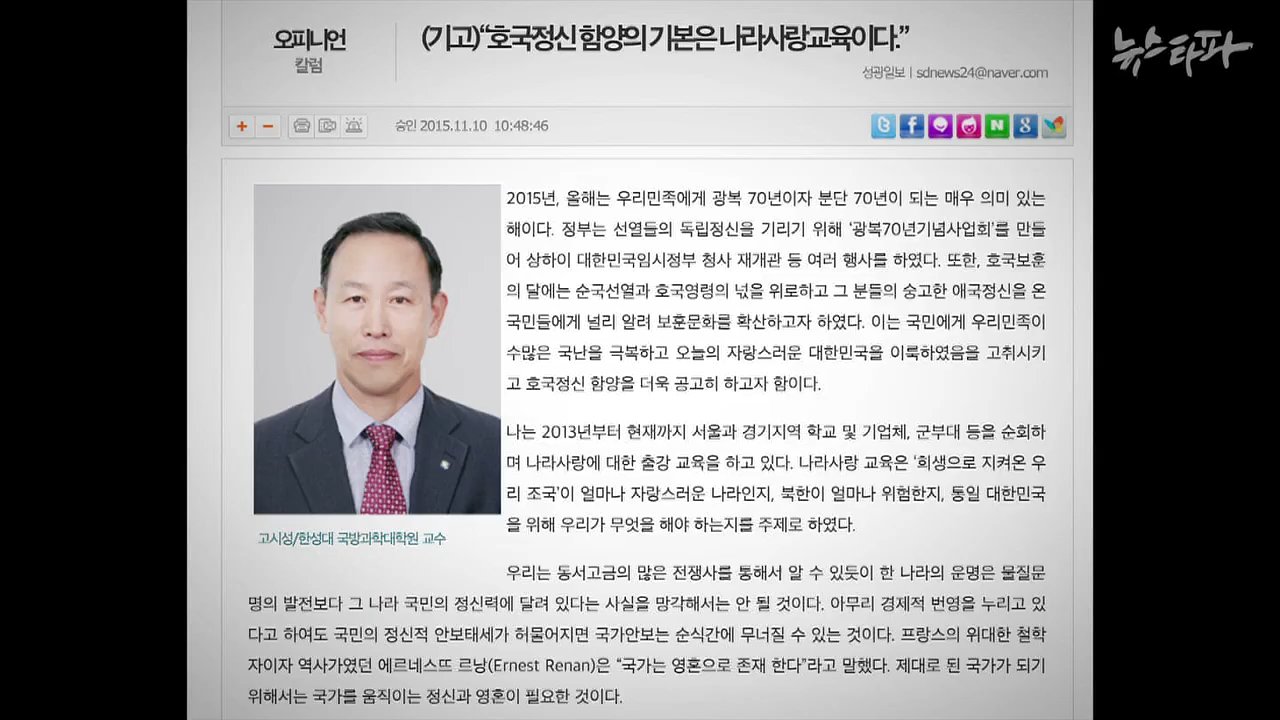 오피니언
칼럼
(기고)“호국정신 함양의 기본은 나라사랑교육이다.”
뉴스타파
성광일보 | sdnews24@naver.com
승인 2015.11.10 10:48:46
2015년, 올해는 우리민족에게 광복 70년이자 분단 70년이 되는 매우 의미 있는
해이다. 정부는 선열들의 독립정신을 기리기 위해 ‘광복70년기념사업회’를 만들
어 상하이 대한민국임시정부 청사 재개관 등 여러 행사를 하였다. 또한, 호국보훈
의 달에는 순국선열과 호국영령의 넋을 위로하고 그 분들의 숭고한 애국정신을 온
국민들에게 널리 알려 보훈문화를 확산하고자 하였다. 이는 국민에게 우리민족이
수많은 국난을 극복하고 오늘의 자랑스러운 대한민국을 이룩하였음을 고취시키
고 호국정신 함양을 더욱 공고히 하고자 함이다.
나는 2013년부터 현재까지 서울과 경기지역 학교 및 기업체, 군부대 등을 순회하
며 나라사랑에 대한 출강 교육을 하고 있다. 나라사랑 교육은 ‘희생으로 지켜온 우
리 조국’이 얼마나 자랑스러운 나라인지, 북한이 얼마나 위험한지, 통일 대한민국
을 위해 우리가 무엇을 해야 하는지를 주제로 하였다.
고시성/한성대 국방과학대학원 교수
우리는 동서고금의 많은 전쟁사를 통해서 알 수 있듯이 한 나라의 운명은 물질문
명의 발전보다 그 나라 국민의 정신력에 달려 있다는 사실을 망각해서는 안 될 것이다. 아무리 경제적 번영을 누리고 있
다고 하여도 국민의 정신적 안보태세가 허물어지면 국가안보는 순식간에 무너질 수 있는 것이다. 프랑스의 위대한 철학
자이자 역사가였던 에르네스뜨 르낭(Ernest Renan)은 “국가는 영혼으로 존재 한다”라고 말했다. 제대로 된 국가가 되기
위해서는 국가를 움직이는 정신과 영혼이 필요한 것이다.